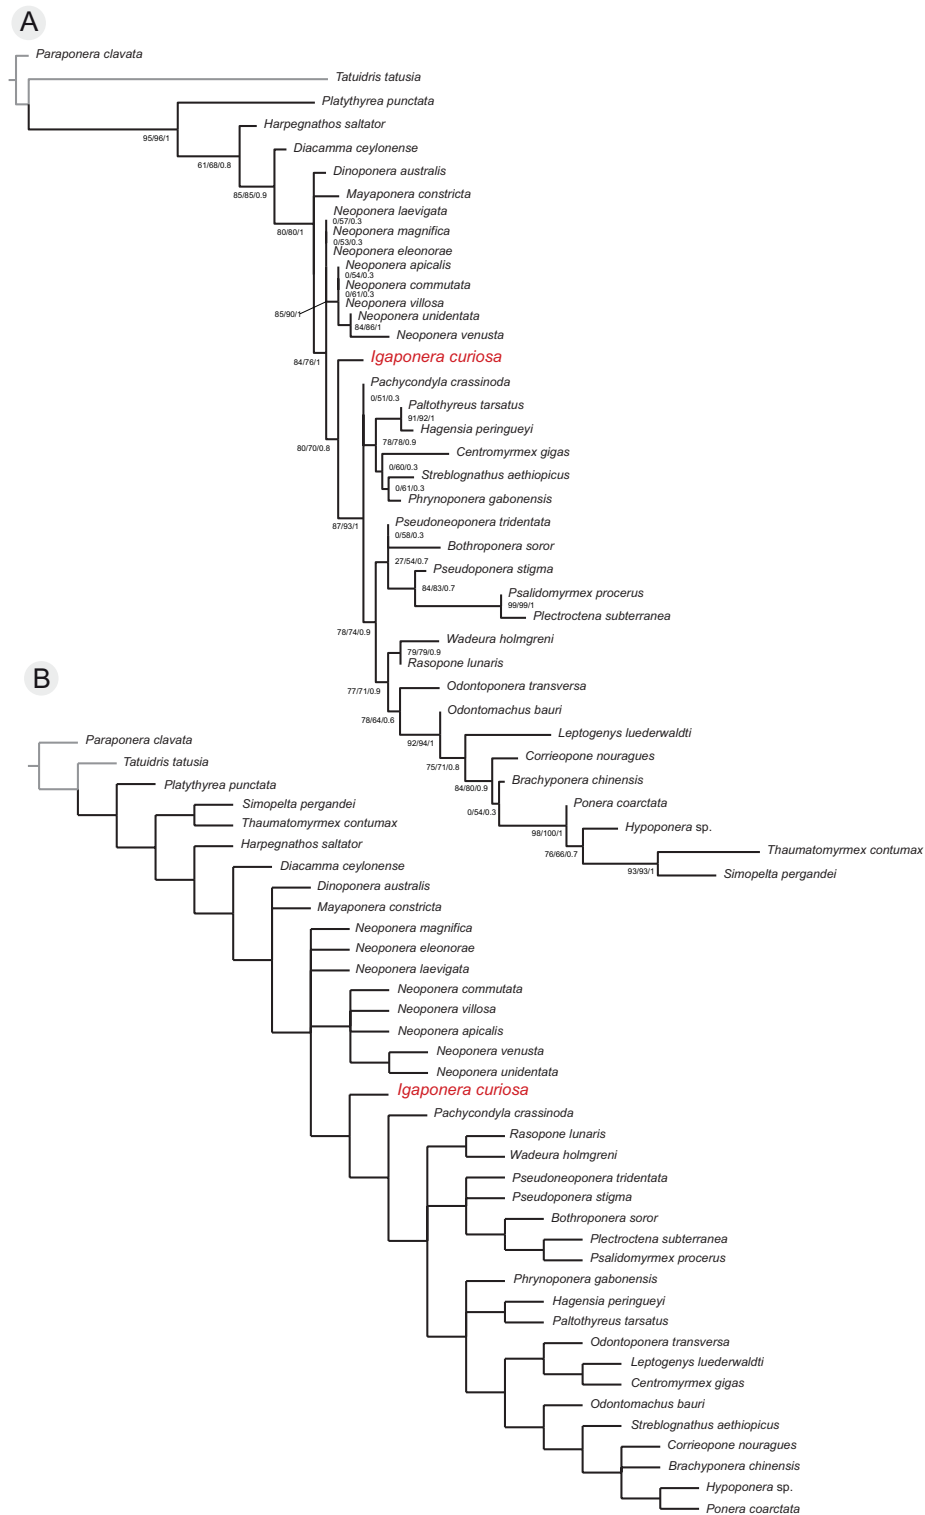 A
Paraponera clavata
Tatuidris tatusia
Platythyrea punctata
Harpegnathos saltator
95/96/1
Diacamma ceylonense
61/68/0.8
Dinoponera australis
85/85/0.9
Mayaponera constricta
Neoponera laevigata
0/57/0.3
80/80/1
Neoponera magnifica
0/53/0.3
Neoponera eleonorae
Neoponera apicalis
0/54/0.3
Neoponera commutata
0/61/0.3
Neoponera villosa
85/90/1
Neoponera unidentata
84/86/1
Neoponera venusta
Igaponera curiosa
84/76/1
Pachycondyla crassinoda
0/51/0.3
Paltothyreus tarsatus
91/92/1
Hagensia peringueyi
78/78/0.9
80/70/0.8
Centromyrmex gigas
0/60/0.3
Streblognathus aethiopicus
0/61/0.3
Phrynoponera gabonensis
87/93/1
Pseudoneoponera tridentata
0/58/0.3
Bothroponera soror
27/54/0.7
Pseudoponera stigma
84/83/0.7
Psalidomyrmex procerus
99/99/1
Plectroctena subterranea
78/74/0.9
Wadeura holmgreni
79/79/0.9
Rasopone lunaris
77/71/0.9
Odontoponera transversa
78/64/0.6
Odontomachus bauri
92/94/1
Leptogenys luederwaldti
75/71/0.8
Corrieopone nouragues
84/80/0.9
Brachyponera chinensis
0/54/0.3
Ponera coarctata
98/100/1
Hypoponera sp.
76/66/0.7
Thaumatomyrmex contumax
93/93/1
Simopelta pergandei
B
Paraponera clavata
Tatuidris tatusia
Platythyrea punctata
Simopelta pergandei
Thaumatomyrmex contumax
Harpegnathos saltator
Diacamma ceylonense
Dinoponera australis
Mayaponera constricta
Neoponera magnifica
Neoponera eleonorae
Neoponera laevigata
Neoponera commutata
Neoponera villosa
Neoponera apicalis
Neoponera venusta
Neoponera unidentata
Igaponera curiosa
Pachycondyla crassinoda
Rasopone lunaris
Wadeura holmgreni
Pseudoneoponera tridentata
Pseudoponera stigma
Bothroponera soror
Plectroctena subterranea
Psalidomyrmex procerus
Phrynoponera gabonensis
Hagensia peringueyi
Paltothyreus tarsatus
Odontoponera transversa
Leptogenys luederwaldti
Centromyrmex gigas
Odontomachus bauri
Streblognathus aethiopicus
Corrieopone nouragues
Brachyponera chinensis
Hypoponera sp.
Ponera coarctata